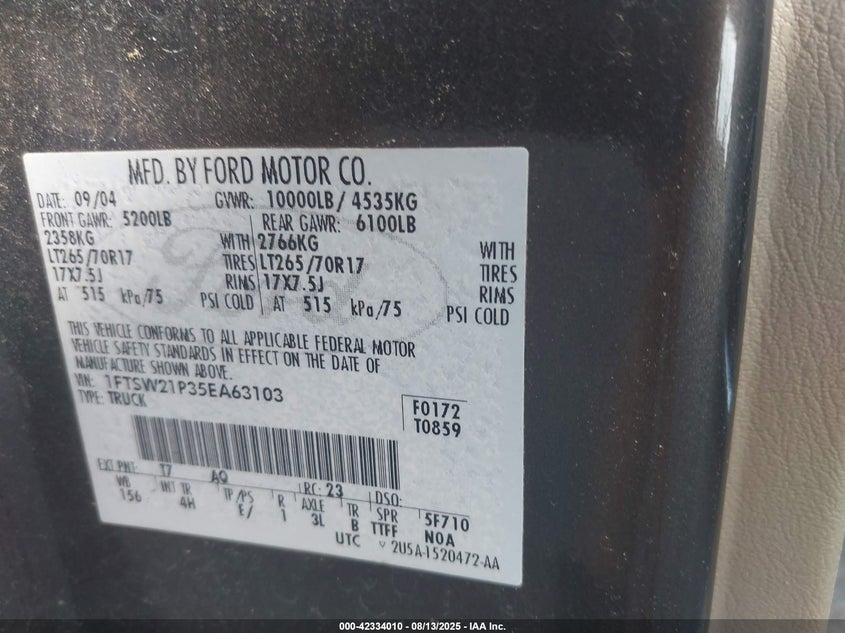 MFD. BY FORD MOTOR CO.
DATE: 09/04 GVWR: 10000LB/ 4535KG
FRONT GAWR: 5200LB REAR GAWR: 6100LB
2358KG WITH 2766KG WITH
LT265/70R17 TIRES LT265/70R17 TIRES
17X7.5J RIMS 17X7.5J RIMS
AT 515 kPa/75 PSI COLD AT 515 kPa/75 PSI COLD
THIS VEHICLE CONFORMS TO ALL APPLICABLE FEDERAL MOTOR
VEHICLE SAFETY STANDARDS IN EFFECT ON THE DATE OF
MANUFACTURE SHOWN ABOVE.
VIN: 1FTSW21P35EA63103
TYPE: TRUCK
F0172
T0859
EXT PNT: T7 AQ RC: 23 DSO:
WB INT TR TP/PS R AXLE TR SPR 5F710
156 4H E/ 1 3L B TTFF N0A
UTC 2U5A-1520472-AA
Ford
000-42334010 - 08/13/2025 - IAA Inc.